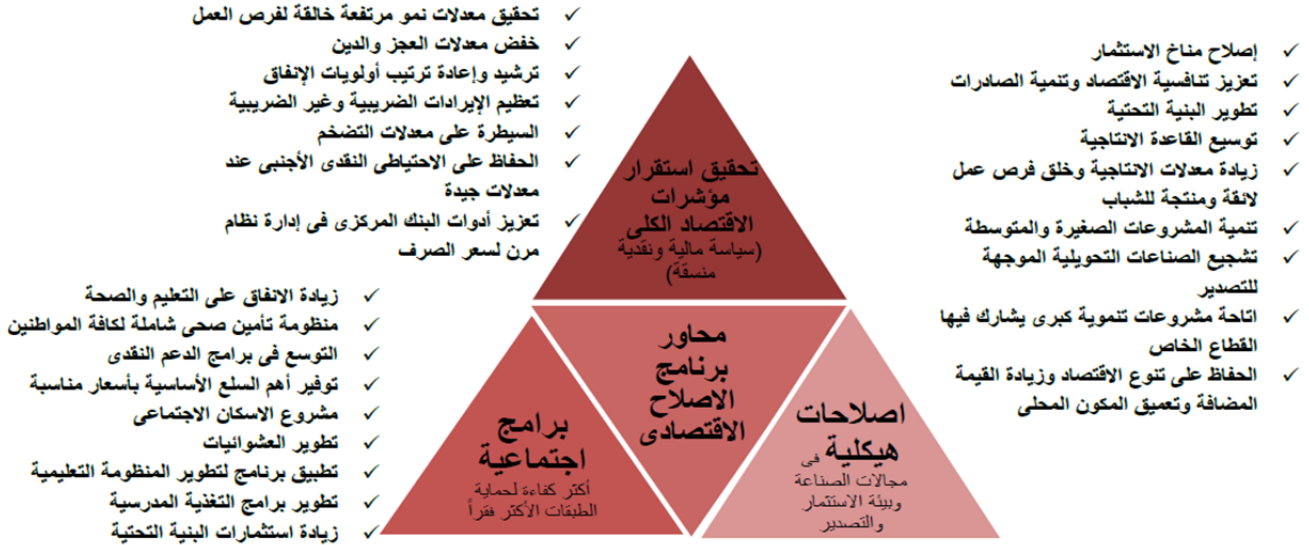 تحقيق معدلات نمو مرتفعة خالقة لفرص العمل
خفض معدلات العجز والدين
ترشيد وإعادة ترتيب أولويات الإنفاق
تعظيم الإيرادات الضريبية وغير الضريبية
السيطرة على معدلات التضخم
الحفاظ على الاحتياطى النقدى الأجنبى عند
معدلات جيدة
تعزيز أدوات البنك المركزى فى إدارة نظام
مرن لسعر الصرف
إصلاح مناخ الاستثمار
تعزيز تنافسية الاقتصاد وتنمية الصادرات
تطوير البنية التحتية
توسيع القاعدة الانتاجية
زيادة معدلات الانتاجية وخلق فرص عمل
لائقة ومنتجة للشباب
تنمية المشروعات الصغيرة والمتوسطة
تشجيع الصناعات التحويلية الموجهة
للتصدير
اتاحة مشروعات تنموية كبرى يشارك فيها
القطاع الخاص
الحفاظ على تنوع الاقتصاد وزيادة القيمة
المضافة وتعميق المكون المحلى
تحقيق استقرار
مؤشرات
الاقتصاد الكلى
(سياسة مالية ونقدية
منسقة)
محاور
برنامج
الاصلاح
الاقتصادى
اصلاحات
هيكلية فى
مجالات الصناعة
وبيئة الاستثمار
والتصدير
برامج
اجتماعية
أكثر كفاءة لحماية
الطبقات الأكثر فقراً
زيادة الانفاق على التعليم والصحة
منظومة تأمين صحى شاملة لكافة المواطنين
التوسع فى برامج الدعم النقدى
توفير أهم السلع الأساسية بأسعار مناسبة
مشروع الاسكان الاجتماعى
تطوير العشوائيات
تطبيق برنامج لتطوير المنظومة التعليمية
تطوير برامج التغذية المدرسية
زيادة استثمارات البنية التحتية